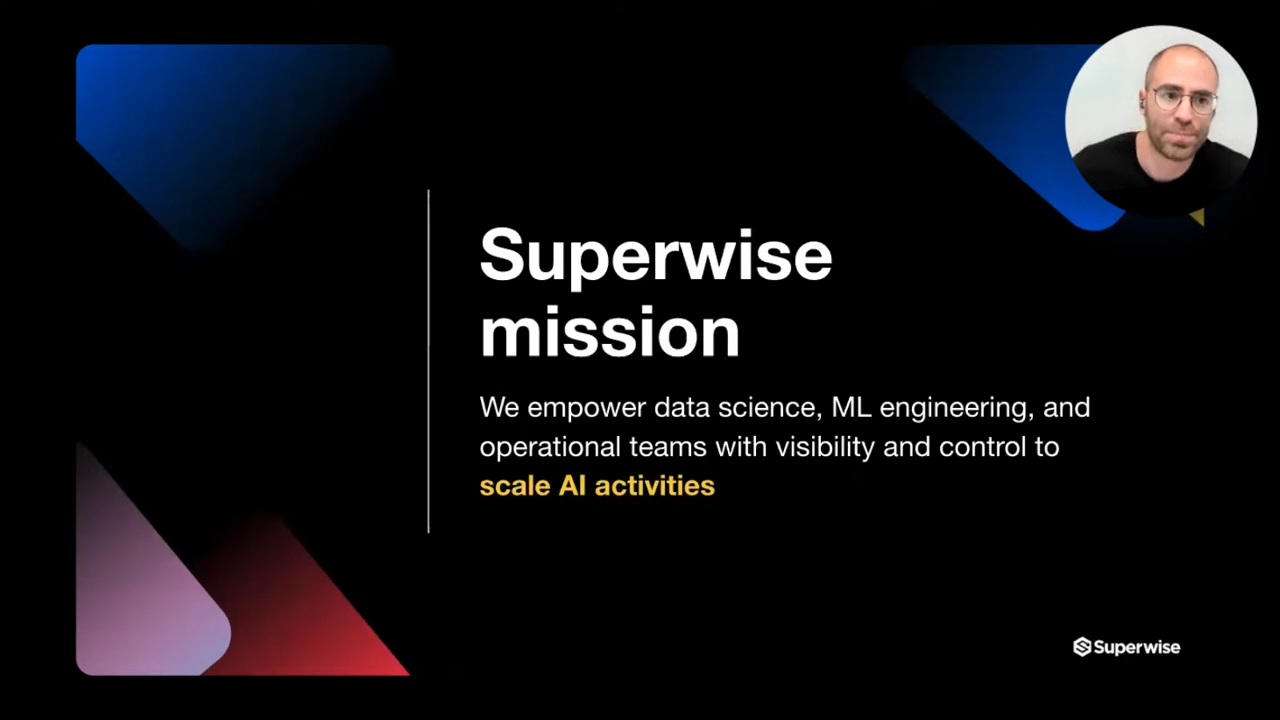 Superwise
mission
We empower data science, ML engineering, and
operational teams with visibility and control to
scale AI activities
Superwise